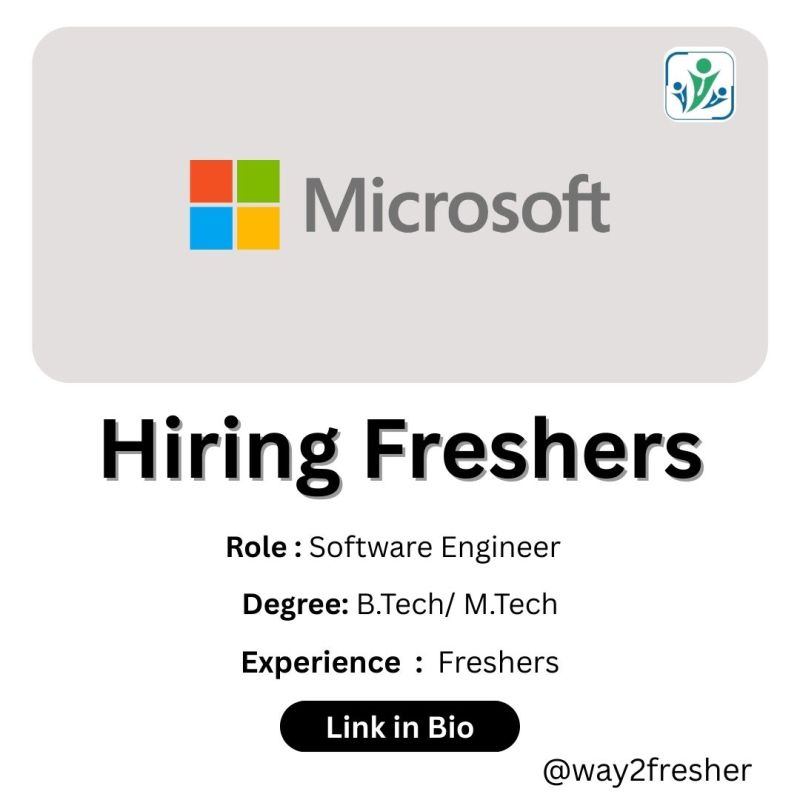 Microsoft
Hiring Freshers
Role : Software Engineer
Degree: B.Tech/ M.Tech
Experience : Freshers
Link in Bio
@way2fresher